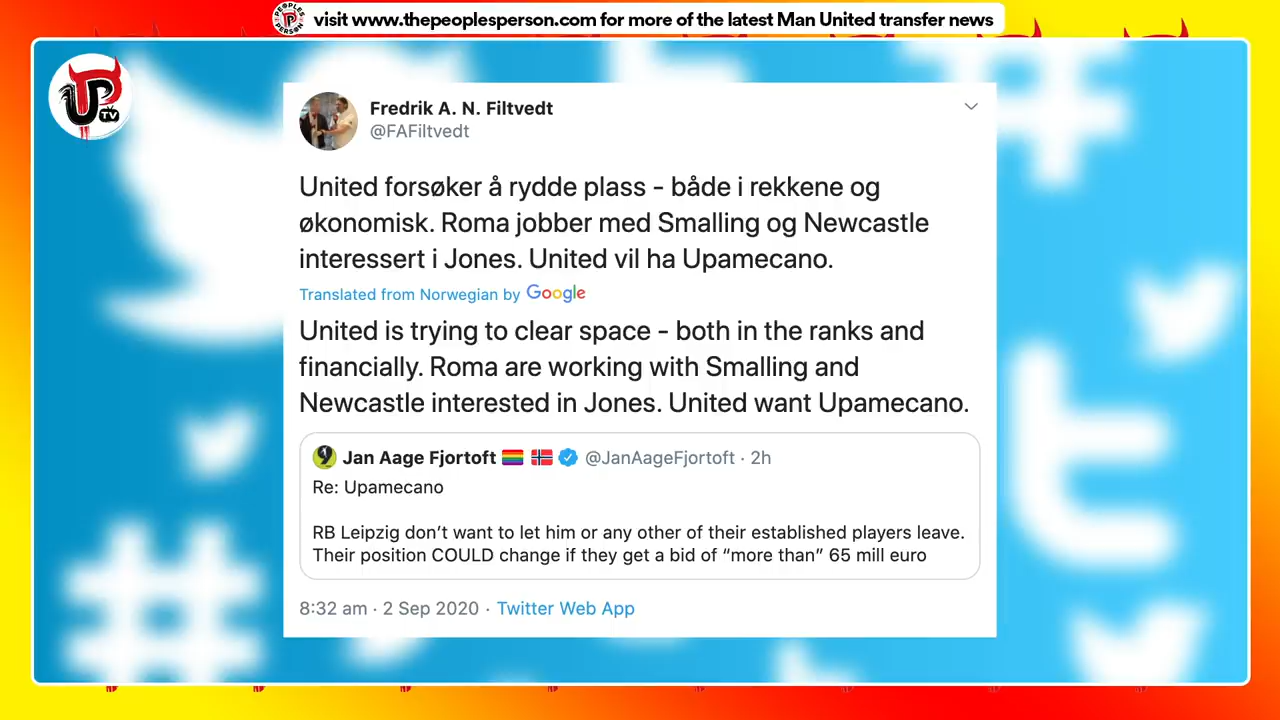 PEOPLES PERSON
visit www.thepeoplesperson.com for more of the latest Man United transfer news
UP TV
Fredrik A. N. Filtvedt
@FAFiltvedt
United forsøker å rydde plass - både i rekkene og
økonomisk. Roma jobber med Smalling og Newcastle
interessert i Jones. United vil ha Upamecano.
Translated from Norwegian by Google
United is trying to clear space - both in the ranks and
financially. Roma are working with Smalling and
Newcastle interested in Jones. United want Upamecano.
Jan Aage Fjortoft 🏳️‍🌈 🇳🇴 @JanAageFjortoft · 2h
Re: Upamecano
RB Leipzig don’t want to let him or any other of their established players leave.
Their position COULD change if they get a bid of “more than” 65 mill euro
8:32 am · 2 Sep 2020 · Twitter Web App